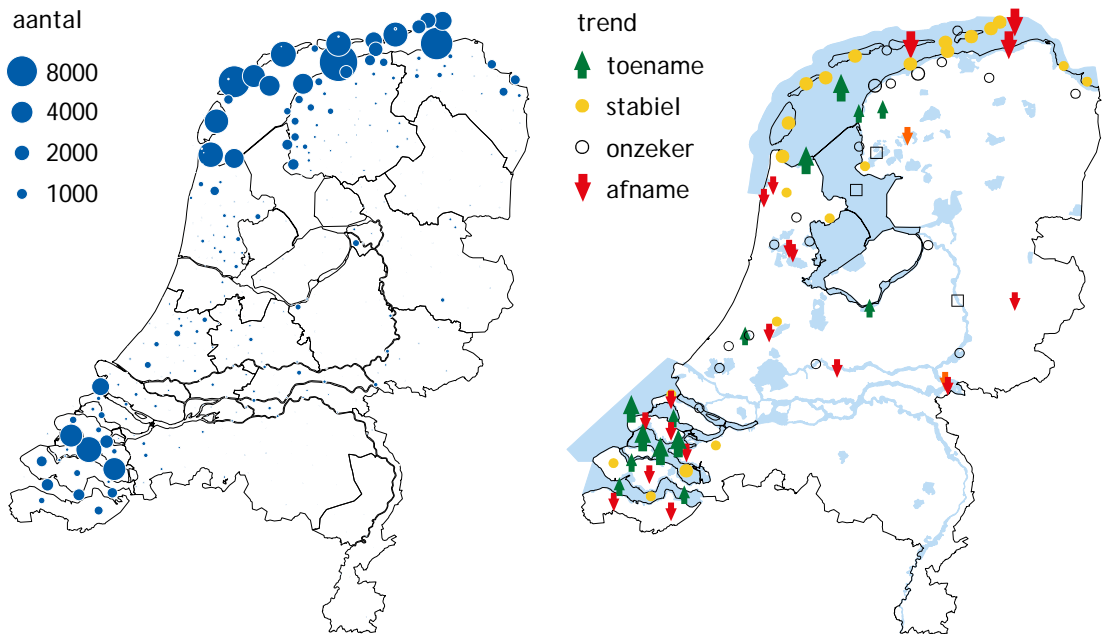 aantal
8000
4000
2000
1000
trend
toename
stabiel
onzeker
afname